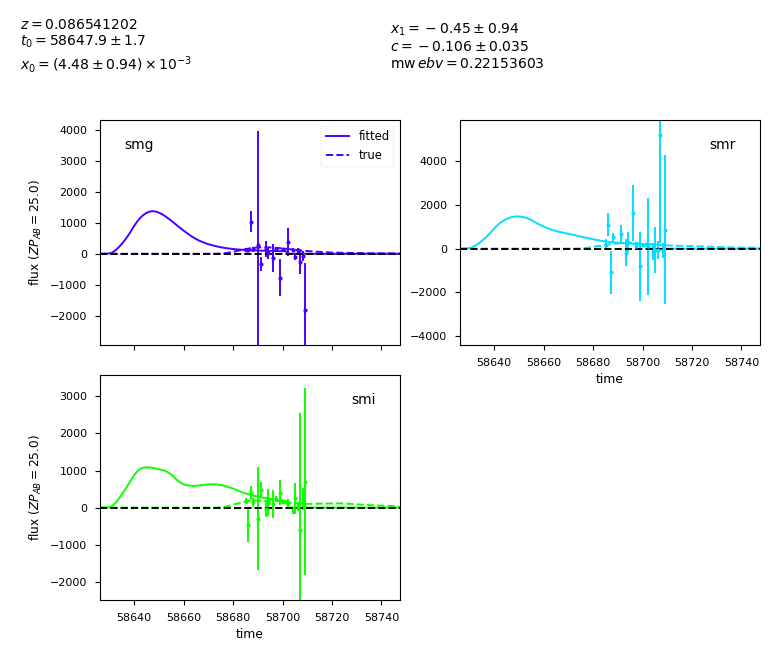 z = 0.086541202
t₀ = 58647.9 ± 1.7
x₀ = (4.48 ± 0.94) × 10⁻³
x₁ = −0.45 ± 0.94
c = −0.106 ± 0.035
mw ebv = 0.22153603
smg
fitted
true
4000
3000
2000
1000
0
−1000
−2000
flux (ZP_AB = 25.0)
smr
4000
2000
0
−2000
−4000
58640 58660 58680 58700 58720 58740
time
smi
3000
2000
1000
0
−1000
−2000
flux (ZP_AB = 25.0)
58640 58660 58680 58700 58720 58740
time